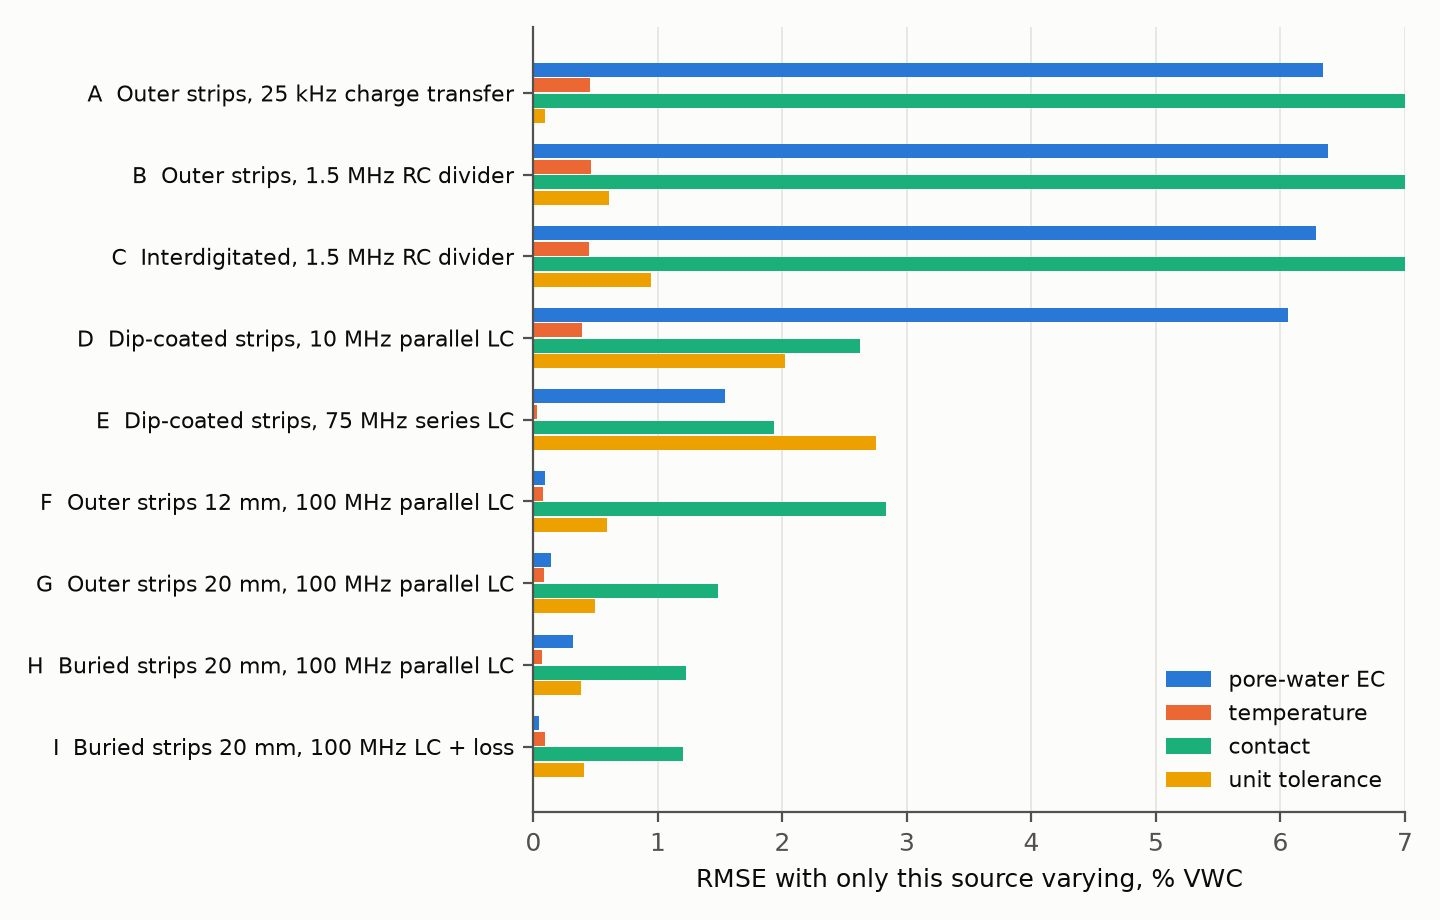 A  Outer strips, 25 kHz charge transfer
B  Outer strips, 1.5 MHz RC divider
C  Interdigitated, 1.5 MHz RC divider
D  Dip-coated strips, 10 MHz parallel LC
E  Dip-coated strips, 75 MHz series LC
F  Outer strips 12 mm, 100 MHz parallel LC
G  Outer strips 20 mm, 100 MHz parallel LC
H  Buried strips 20 mm, 100 MHz parallel LC
I  Buried strips 20 mm, 100 MHz LC + loss
pore-water EC
temperature
contact
unit tolerance
0 1 2 3 4 5 6 7
RMSE with only this source varying, % VWC